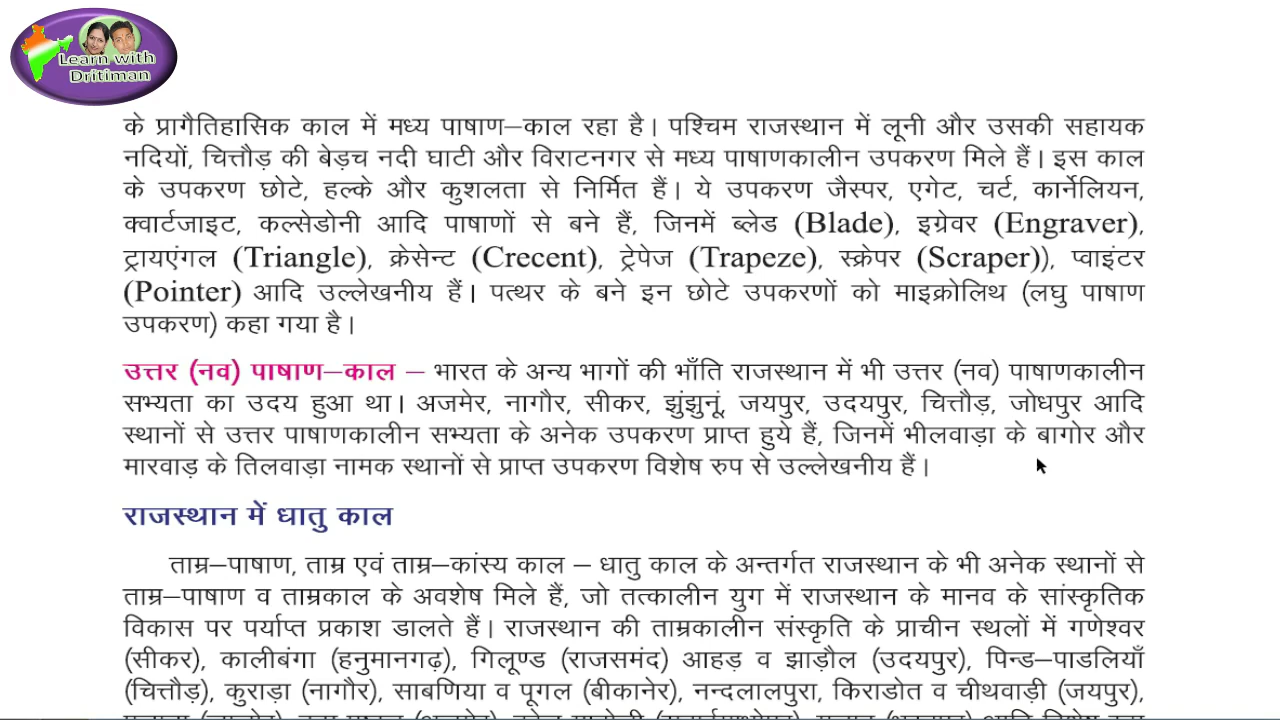 Learn with
Dritiman
के प्रागैतिहासिक काल में मध्य पाषाण–काल रहा है। पश्चिम राजस्थान में लूनी और उसकी सहायक
नदियों, चित्तौड़ की बेड़च नदी घाटी और विराटनगर से मध्य पाषाणकालीन उपकरण मिले हैं। इस काल
के उपकरण छोटे, हल्के और कुशलता से निर्मित हैं। ये उपकरण जैस्पर, एगेट, चर्ट, कार्नेलियन,
क्वार्टजाइट, कल्सेडोनी आदि पाषाणों से बने हैं, जिनमें ब्लेड (Blade), इग्रेवर (Engraver),
ट्रायएंगल (Triangle), क्रेसेन्ट (Crecent), ट्रेपेज (Trapeze), स्क्रेपर (Scraper)), प्वाइंटर
(Pointer) आदि उल्लेखनीय हैं। पत्थर के बने इन छोटे उपकरणों को माइक्रोलिथ (लघु पाषाण
उपकरण) कहा गया है।
उत्तर (नव) पाषाण–काल – भारत के अन्य भागों की भाँति राजस्थान में भी उत्तर (नव) पाषाणकालीन
सभ्यता का उदय हुआ था। अजमेर, नागौर, सीकर, झुंझुनूं, जयपुर, उदयपुर, चित्तौड़, जोधपुर आदि
स्थानों से उत्तर पाषाणकालीन सभ्यता के अनेक उपकरण प्राप्त हुये हैं, जिनमें भीलवाड़ा के बागोर और
मारवाड़ के तिलवाड़ा नामक स्थानों से प्राप्त उपकरण विशेष रुप से उल्लेखनीय हैं।
राजस्थान में धातु काल
ताम्र–पाषाण, ताम्र एवं ताम्र–कांस्य काल – धातु काल के अन्तर्गत राजस्थान के भी अनेक स्थानों से
ताम्र–पाषाण व ताम्रकाल के अवशेष मिले हैं, जो तत्कालीन युग में राजस्थान के मानव के सांस्कृतिक
विकास पर पर्याप्त प्रकाश डालते हैं। राजस्थान की ताम्रकालीन संस्कृति के प्राचीन स्थलों में गणेश्वर
(सीकर), कालीबंगा (हनुमानगढ़), गिलूण्ड (राजसमंद) आहड़ व झाड़ौल (उदयपुर), पिन्ड–पाडलियाँ
(चित्तौड़), कुराड़ा (नागौर), साबणिया व पूगल (बीकानेर), नन्दलालपुरा, किराडोत व चीथवाड़ी (जयपुर),